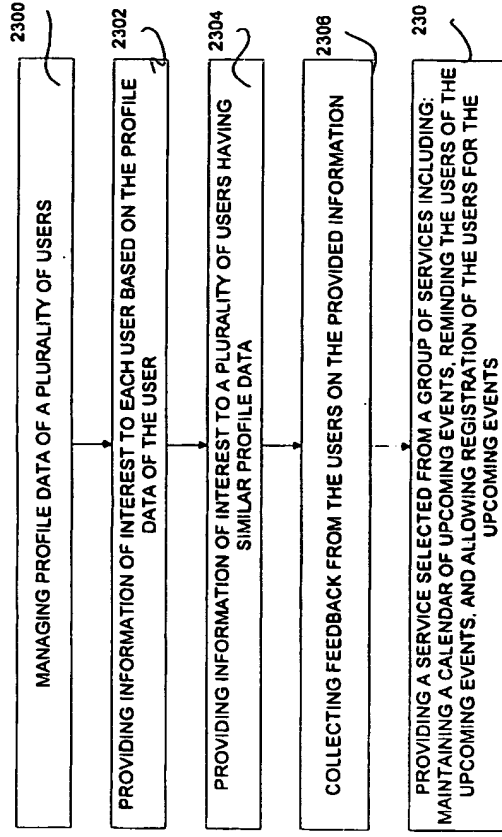 2300
MANAGING PROFILE DATA OF A PLURALITY OF USERS
2302
PROVIDING INFORMATION OF INTEREST TO EACH USER BASED ON THE PROFILE
DATA OF THE USER
2304
PROVIDING INFORMATION OF INTEREST TO A PLURALITY OF USERS HAVING
SIMILAR PROFILE DATA
2306
COLLECTING FEEDBACK FROM THE USERS ON THE PROVIDED INFORMATION
230
PROVIDING A SERVICE SELECTED FROM A GROUP OF SERVICES INCLUDING:
MAINTAINING A CALENDAR OF UPCOMING EVENTS, REMINDING THE USERS OF THE
UPCOMING EVENTS, AND ALLOWING REGISTRATION OF THE USERS FOR THE
UPCOMING EVENTS